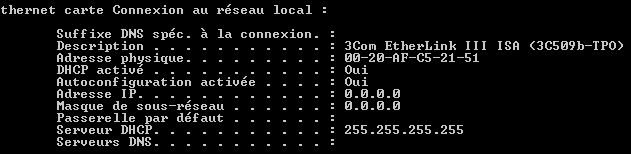 thernet carte Connexion au réseau local :
Suffixe DNS spéc. à la connexion. :
Description . . . . . . . . . . . : 3Com EtherLink III ISA (3C509b-TPO)
Adresse physique. . . . . . . . . : 00-20-AF-C5-21-51
DHCP activé . . . . . . . . . . . : Oui
Autoconfiguration activée . . . . : Oui
Adresse IP. . . . . . . . . . . . : 0.0.0.0
Masque de sous-réseau . . . . . . : 0.0.0.0
Passerelle par défaut . . . . . . :
Serveur DHCP. . . . . . . . . . . : 255.255.255.255
Serveurs DNS. . . . . . . . . . . :